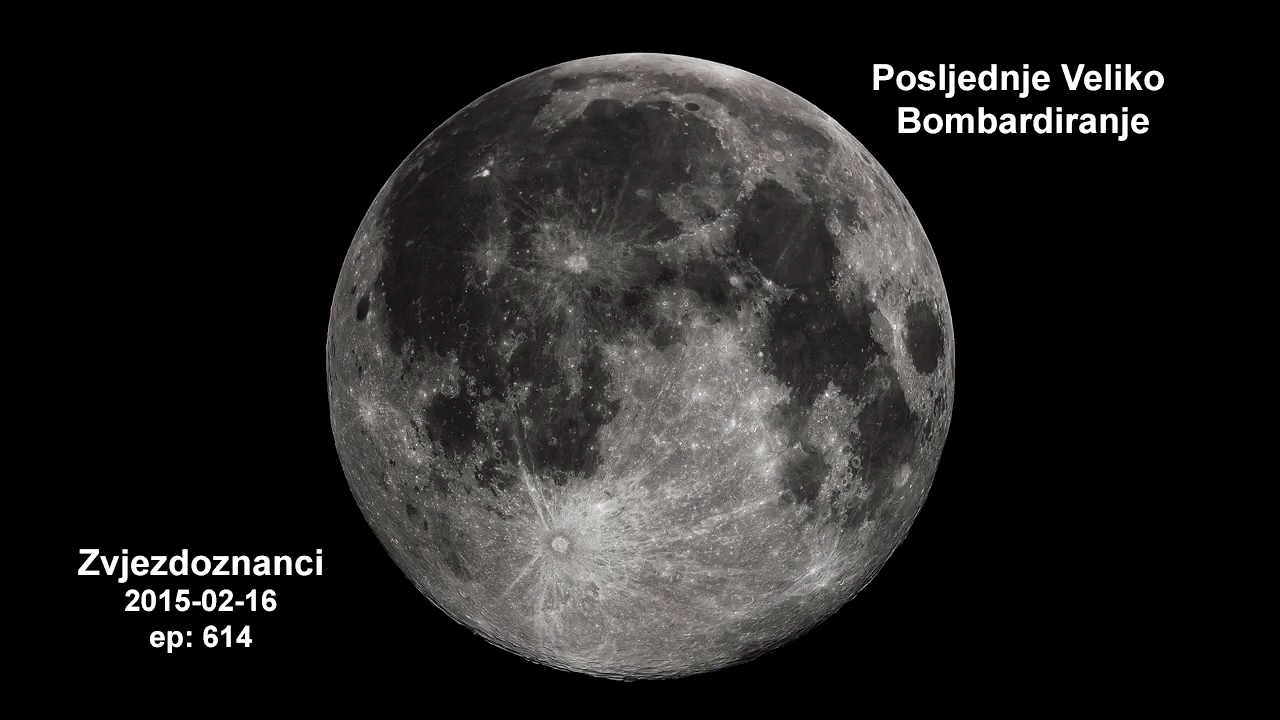 Posljednje Veliko
Bombardiranje
Zvjezdoznanci
2015-02-16
ep: 614